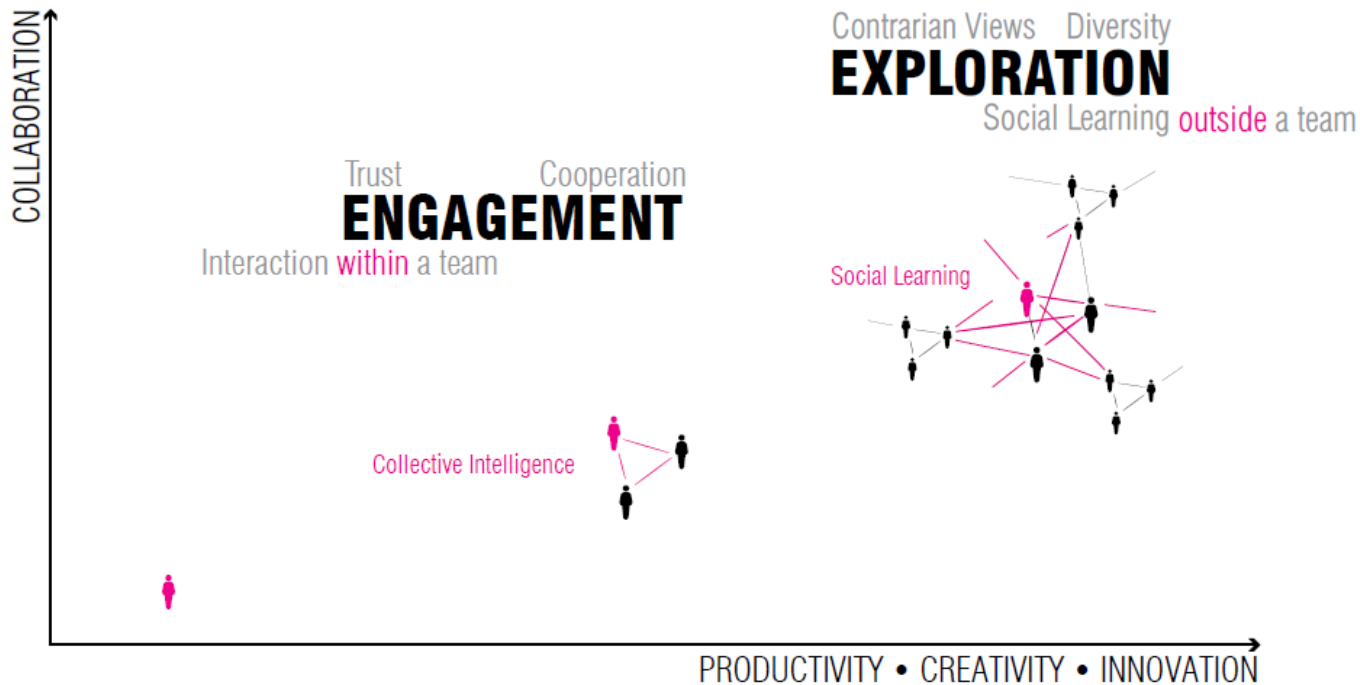 COLLABORATION
Contrarian Views Diversity
EXPLORATION
Social Learning outside a team
Trust Cooperation
ENGAGEMENT
Interaction within a team
Social Learning
Collective Intelligence
PRODUCTIVITY • CREATIVITY • INNOVATION